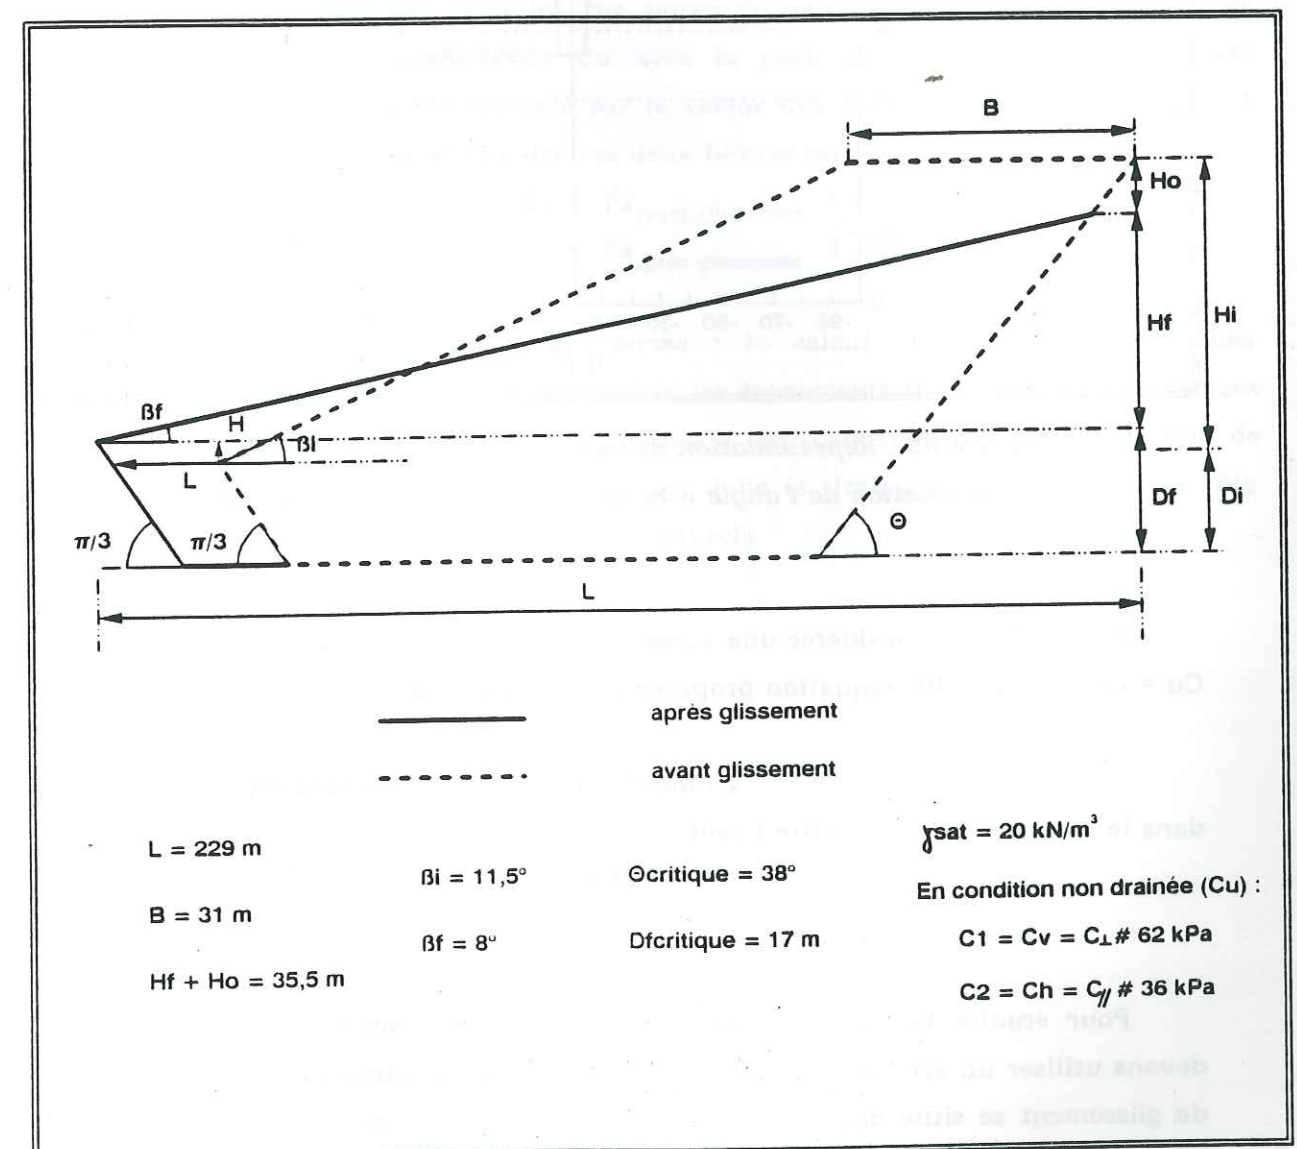 B
Ho
Hf
Hi
ßf
H
ßi
L
Df
Di
π/3
π/3
Θ
L
après glissement
avant glissement
L = 229 m
B = 31 m
Hf + Ho = 35,5 m
ßi = 11,5°
ßf = 8°
Θcritique = 38°
Dfcritique = 17 m
γsat = 20 kN/m³
En condition non drainée (Cu) :
C1 = Cv = C⊥ # 62 kPa
C2 = Ch = C// # 36 kPa